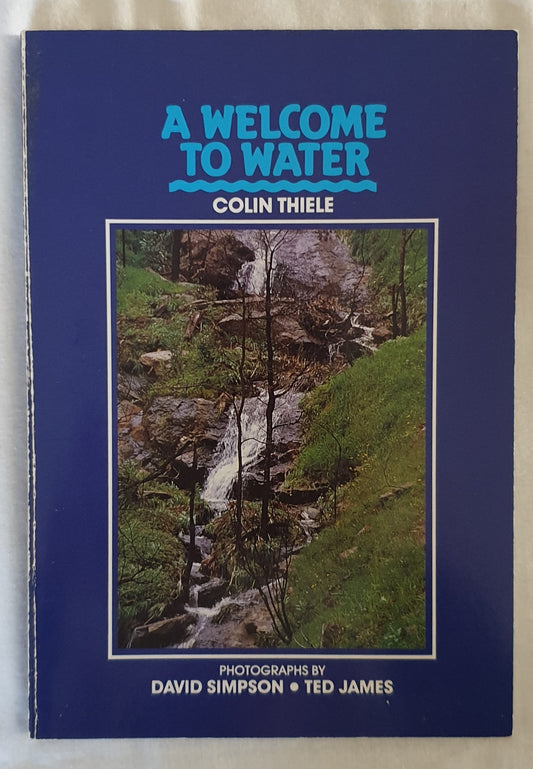 A WELCOME
TO WATER
COLIN THIELE
PHOTOGRAPHS BY
DAVID SIMPSON • TED JAMES